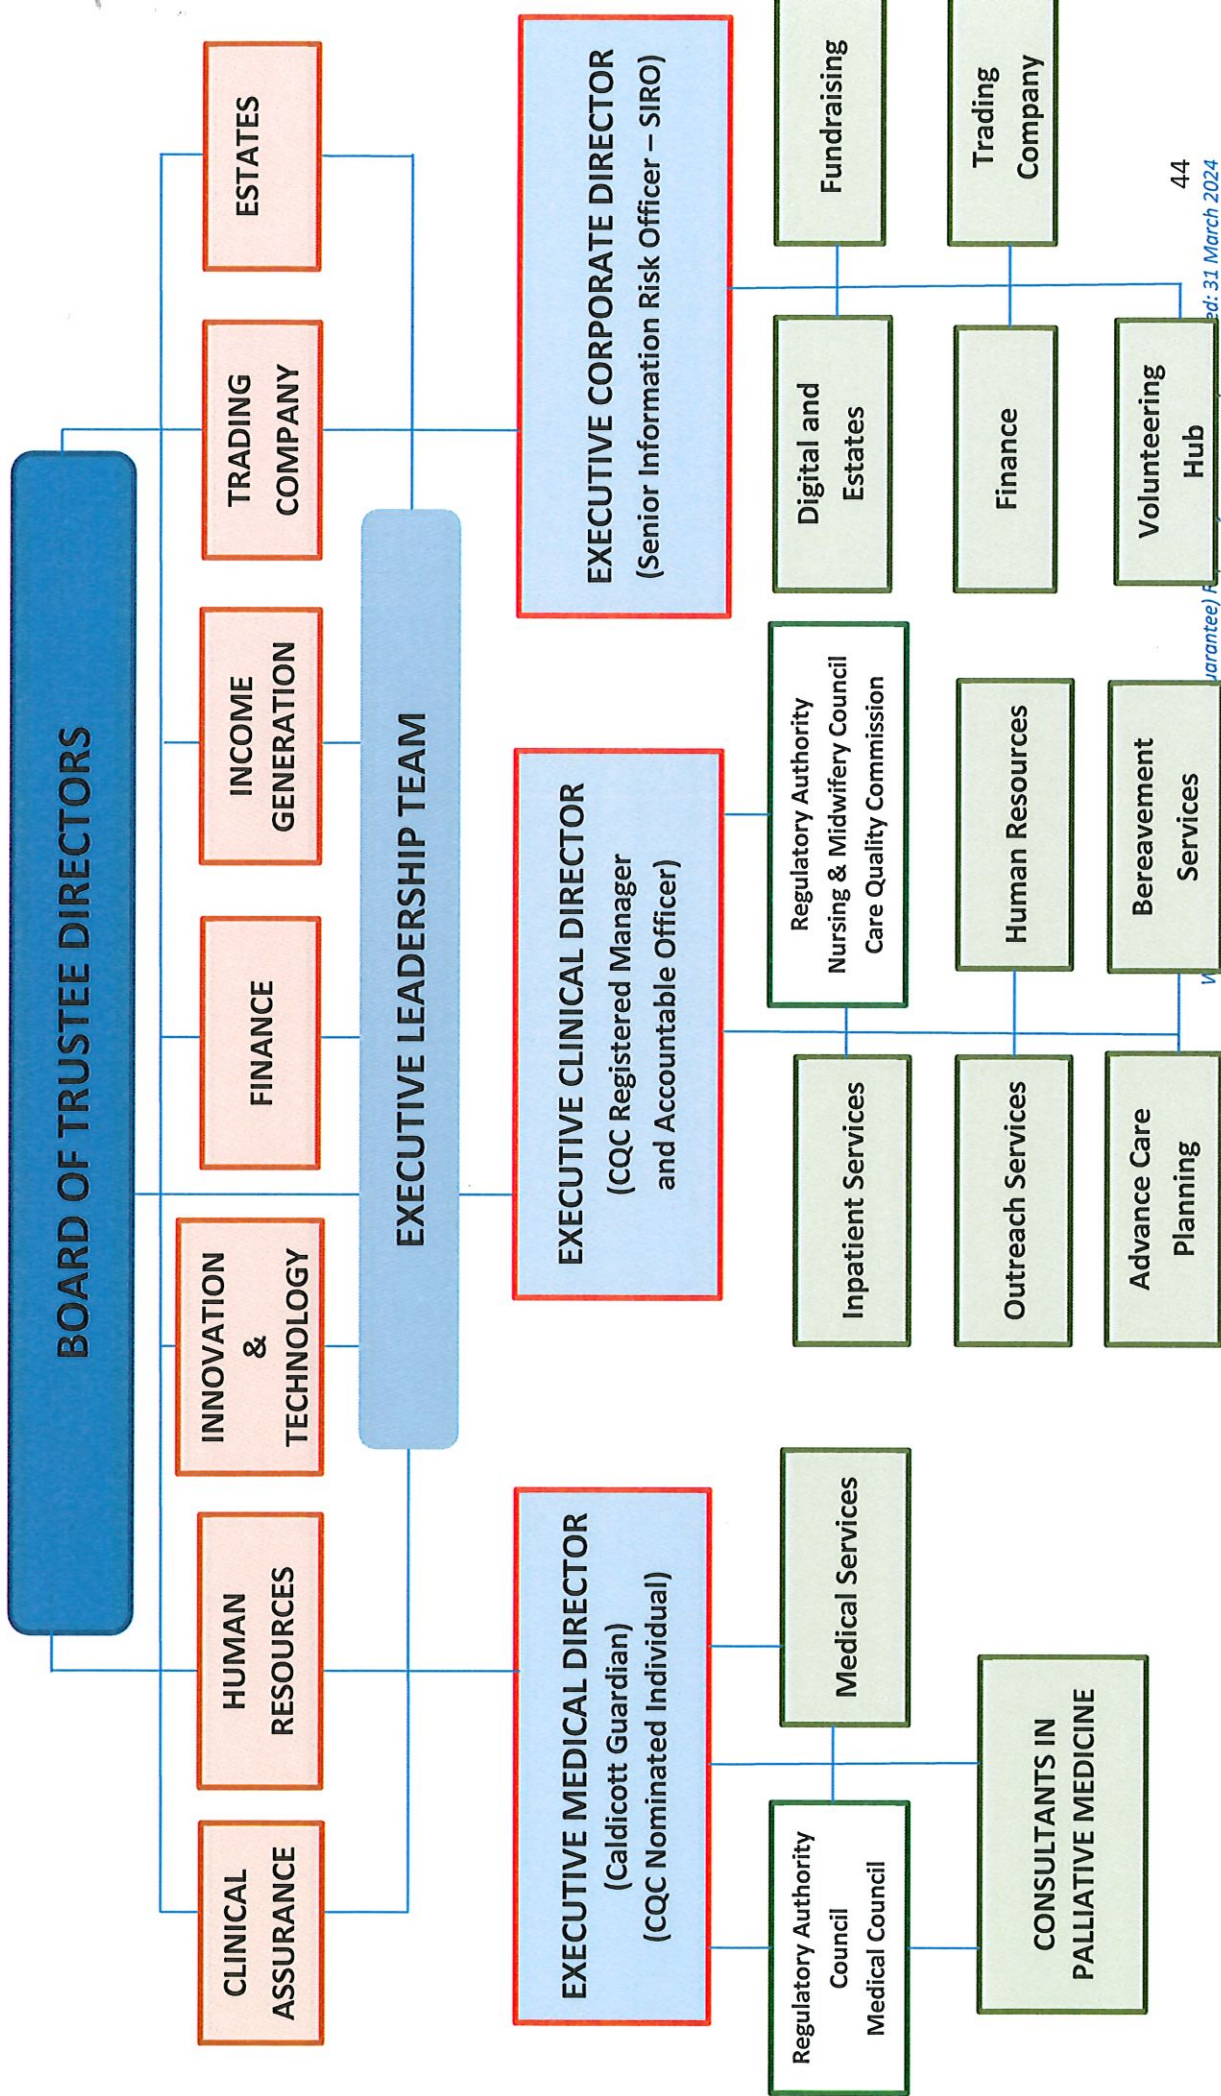 BOARD OF TRUSTEE DIRECTORS
CLINICAL
ASSURANCE
HUMAN
RESOURCES
INNOVATION
&
TECHNOLOGY
FINANCE
INCOME
GENERATION
TRADING
COMPANY
ESTATES
EXECUTIVE LEADERSHIP TEAM
EXECUTIVE MEDICAL DIRECTOR
(Caldicott Guardian)
(CQC Nominated Individual)
EXECUTIVE CLINICAL DIRECTOR
(CQC Registered Manager
and Accountable Officer)
EXECUTIVE CORPORATE DIRECTOR
(Senior Information Risk Officer – SIRO)
Regulatory Authority
Council
Medical Council
Medical Services
CONSULTANTS IN
PALLIATIVE MEDICINE
Inpatient Services
Regulatory Authority
Nursing & Midwifery Council
Care Quality Commission
Outreach Services
Human Resources
Advance Care
Planning
Bereavement
Services
Digital and
Estates
Fundraising
Finance
Trading
Company
Volunteering
Hub
44
uarantee)
ed: 31 March 2024